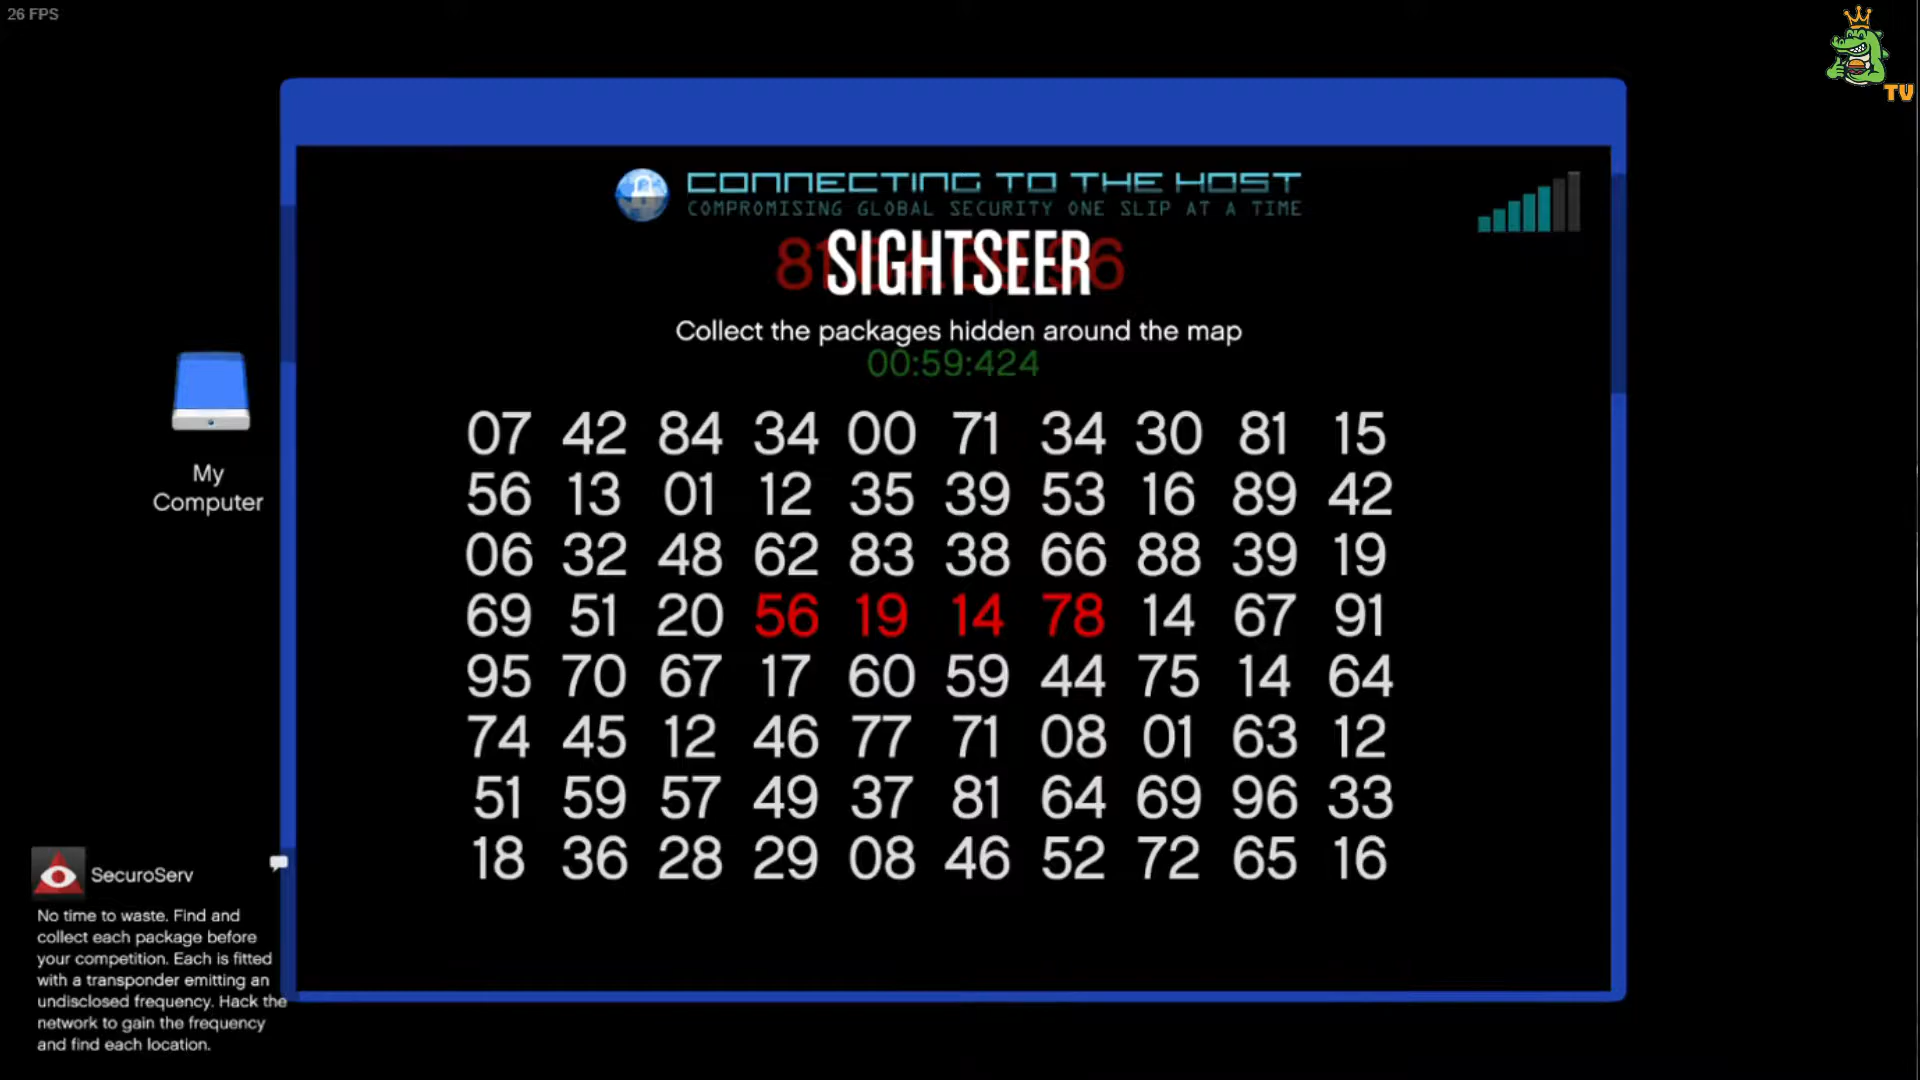 26 FPS
TV
CONNECTING TO THE HOST
COMPROMISING GLOBAL SECURITY ONE SLIP AT A TIME
SIGHTSEER
Collect the packages hidden around the map
00:59:424
07 42 84 34 00 71 34 30 81 15
56 13 01 12 35 39 53 16 89 42
06 32 48 62 83 38 66 88 39 19
69 51 20 56 19 14 78 14 67 91
95 70 67 17 60 59 44 75 14 64
74 45 12 46 77 71 08 01 63 12
51 59 57 49 37 81 64 69 96 33
18 36 28 29 08 46 52 72 65 16
My
Computer
SecuroServ
No time to waste. Find and
collect each package before
your competition. Each is fitted
with a transponder emitting an
undisclosed frequency. Hack the
network to gain the frequency
and find each location.